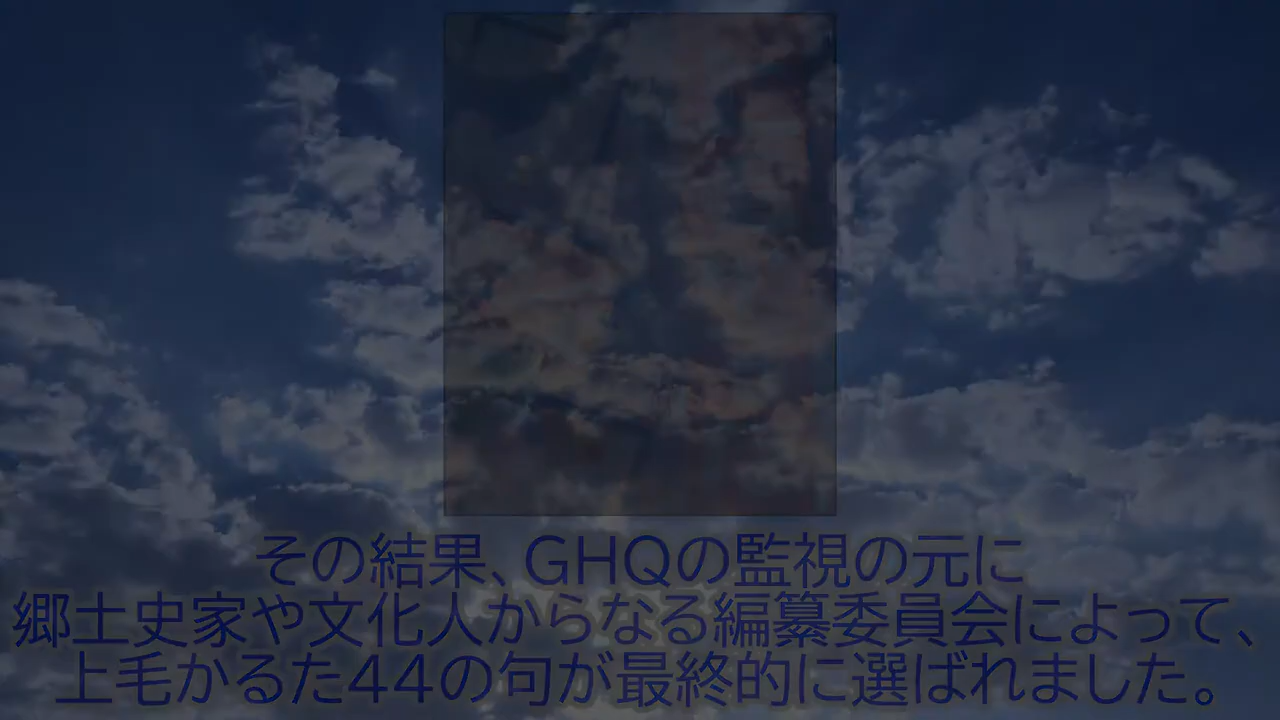 その結果、GHQの監視の元に
郷土史家や文化人からなる編纂委員会によって、
上毛かるた44の句が最終的に選ばれました。